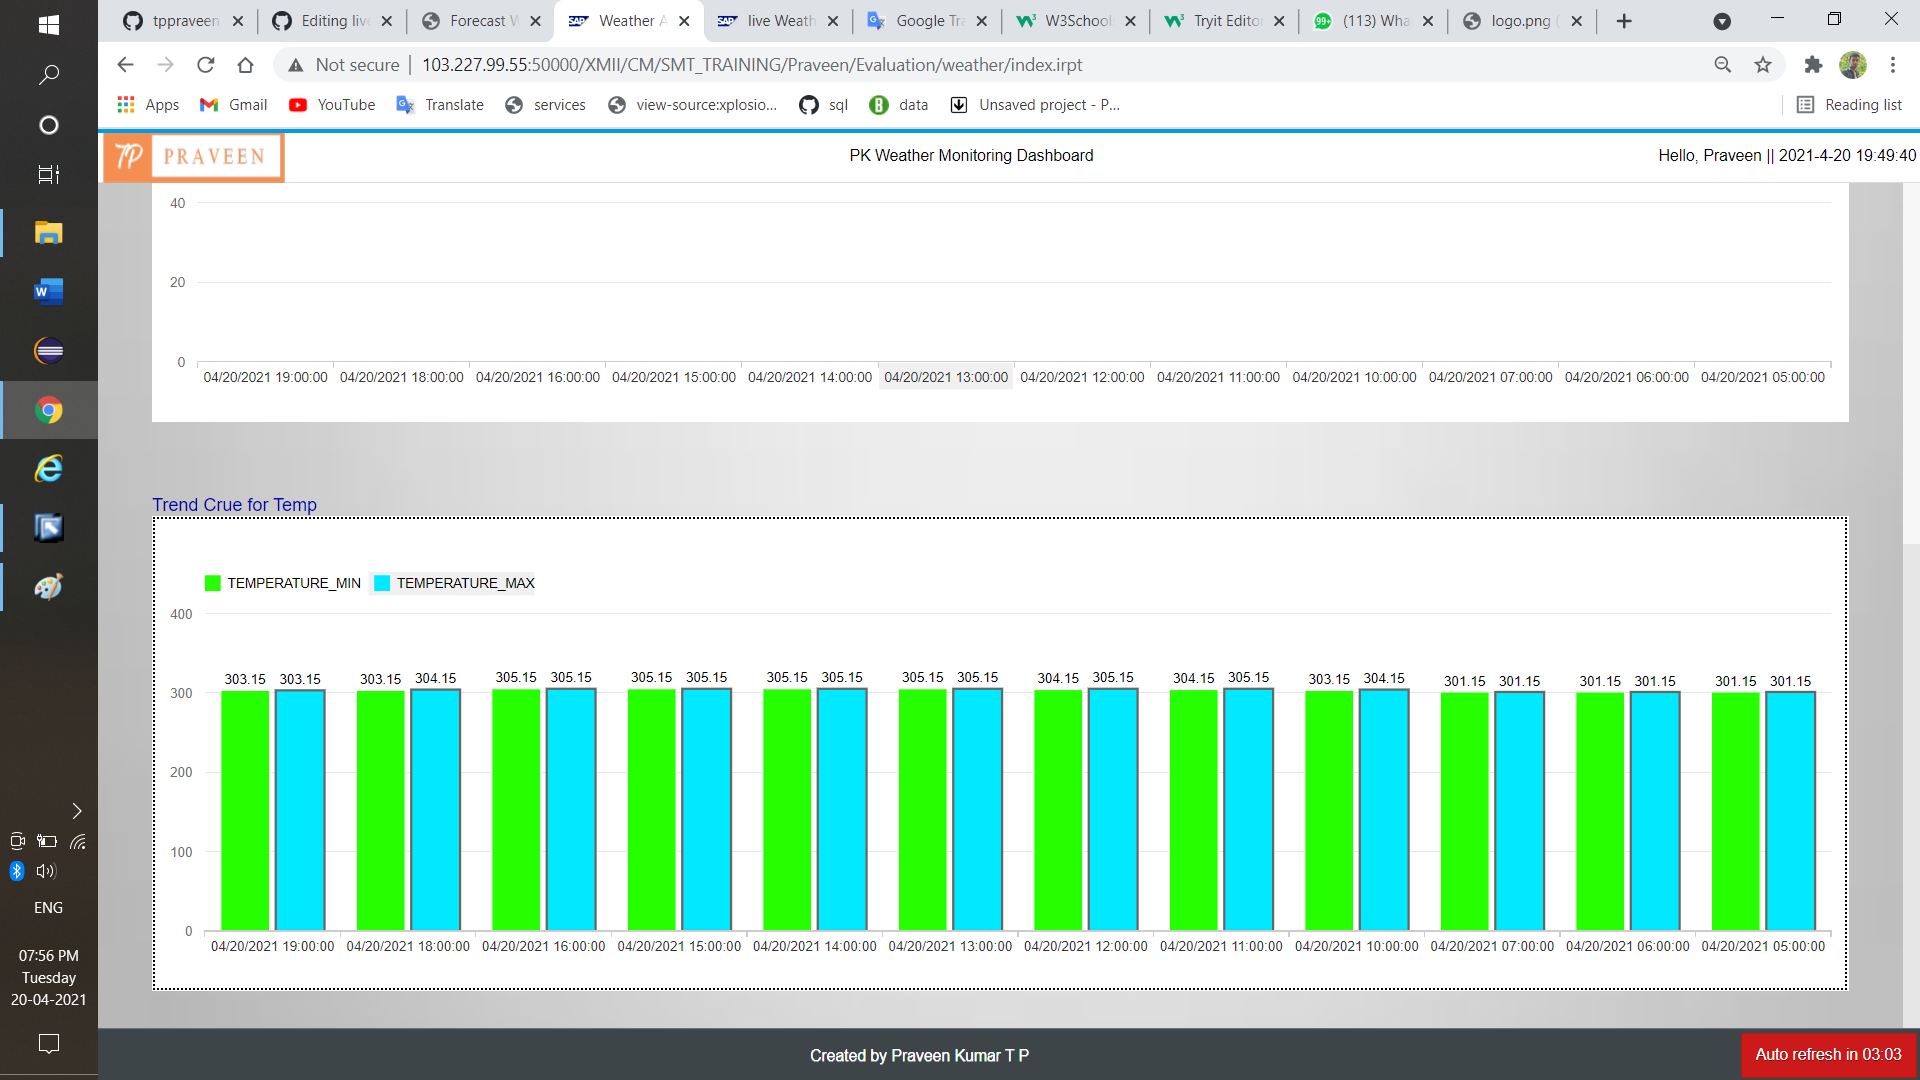 tppraveen
Editing live
Forecast W
Weather A
live Weath
Google Tra
W3School
Tryit Editor
99+
(113) Wha
logo.png (
Not secure
103.227.99.55:50000/XMII/CM/SMT_TRAINING/Praveen/Evaluation/weather/index.irpt
Apps
Gmail
YouTube
Translate
services
view-source:xplosio...
sql
data
Unsaved project - P...
Reading list
TP PRAVEEN
PK Weather Monitoring Dashboard
Hello, Praveen || 2021-4-20 19:49:40
40
20
0
04/20/2021 19:00:00 04/20/2021 18:00:00 04/20/2021 16:00:00 04/20/2021 15:00:00 04/20/2021 14:00:00 04/20/2021 13:00:00 04/20/2021 12:00:00 04/20/2021 11:00:00 04/20/2021 10:00:00 04/20/2021 07:00:00 04/20/2021 06:00:00 04/20/2021 05:00:00
Trend Crue for Temp
TEMPERATURE_MIN TEMPERATURE_MAX
400
303.15 303.15 303.15 304.15 305.15 305.15 305.15 305.15 305.15 305.15 305.15 305.15 304.15 305.15 304.15 305.15 303.15 304.15 301.15 301.15 301.15 301.15 301.15 301.15
300
200
100
0
04/20/2021 19:00:00 04/20/2021 18:00:00 04/20/2021 16:00:00 04/20/2021 15:00:00 04/20/2021 14:00:00 04/20/2021 13:00:00 04/20/2021 12:00:00 04/20/2021 11:00:00 04/20/2021 10:00:00 04/20/2021 07:00:00 04/20/2021 06:00:00 04/20/2021 05:00:00
Created by Praveen Kumar T P
Auto refresh in 03:03
ENG
07:56 PM
Tuesday
20-04-2021